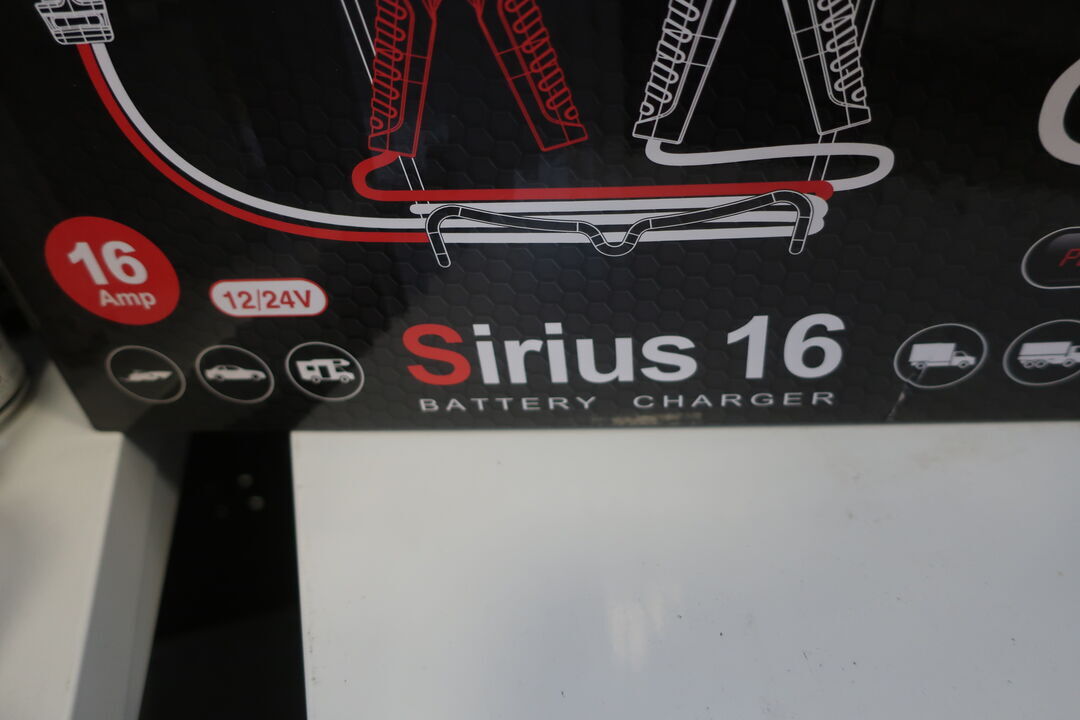 16
Amp
12/24V
Sirius 16
BATTERY CHARGER